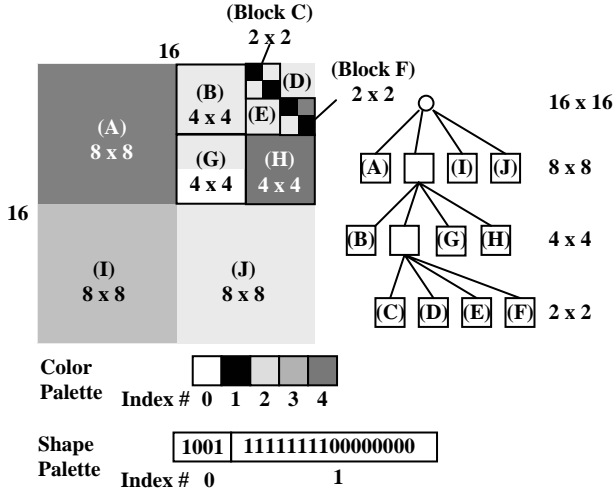 (Block C)
2 x 2
16
(Block F)
2 x 2
(D)
(B)
4 x 4
(E)
(A)
8 x 8
(G)
4 x 4
(H)
4 x 4
16
(I)
8 x 8
(J)
8 x 8
16 x 16
(A) (I) (J) 8 x 8
(B) (G) (H) 4 x 4
(C) (D) (E) (F) 2 x 2
Color
Palette
Index # 0 1 2 3 4
Shape
Palette
1001 1111111100000000
Index # 0 1